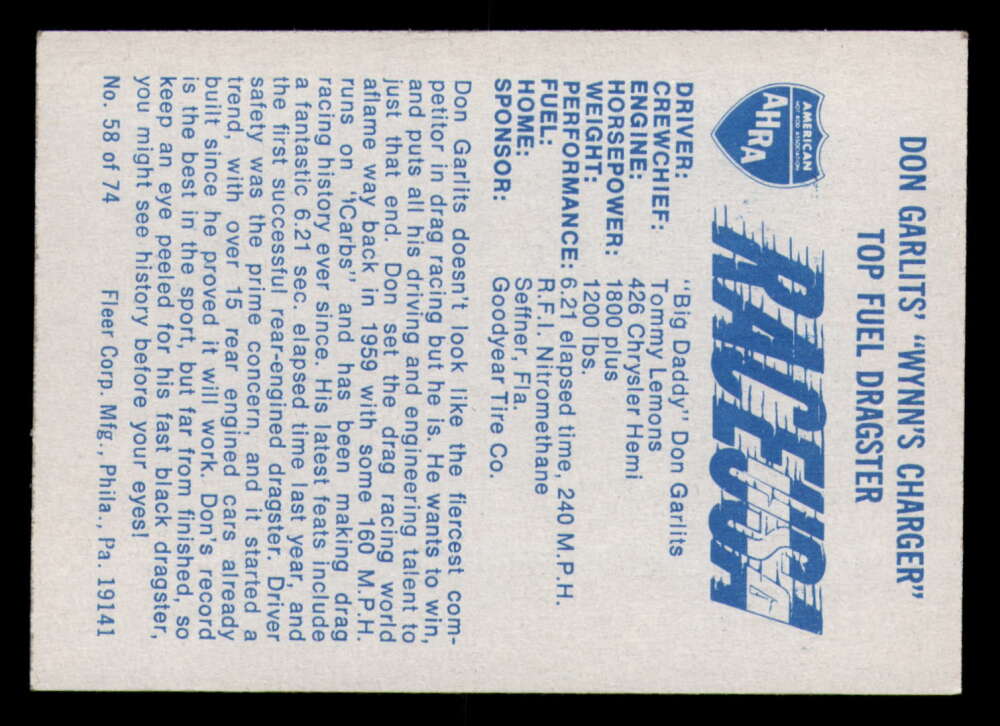 DON GARLITS' "WYNN'S CHARGER"
TOP FUEL DRAGSTER
AMERICAN
HOT ROD ASSOCIATION
AHRA
RACE USA
DRIVER: "Big Daddy" Don Garlits
CREWCHIEF: Tommy Lemons
ENGINE: 426 Chrysler Hemi
HORSEPOWER: 1800 plus
WEIGHT: 1200 lbs.
PERFORMANCE: 6.21 elapsed time, 240 M.P.H.
FUEL: R.F.I. Nitromethane
HOME: Seffner, Fla.
SPONSOR: Goodyear Tire Co.
Don Garlits doesn't look like the fiercest com-
petitor in drag racing but he is. He wants to win,
and puts all his driving and engineering talent to
just that end. Don set the drag racing world
aflame way back in 1959 with some 160 M.P.H.
runs on "Carbs" and has been making drag
racing history ever since. His latest feats include
a fantastic 6.21 sec. elapsed time last year, and
the first successful rear-engined dragster. Driver
safety was the prime concern, and it started a
trend, with over 15 rear engined cars already
built since he proved it will work. Don's record
is the best in the sport, but far from finished, so
keep an eye peeled for his fast black dragster,
you might see history before your eyes!
No. 58 of 74 Fleer Corp. Mfg., Phila., Pa. 19141